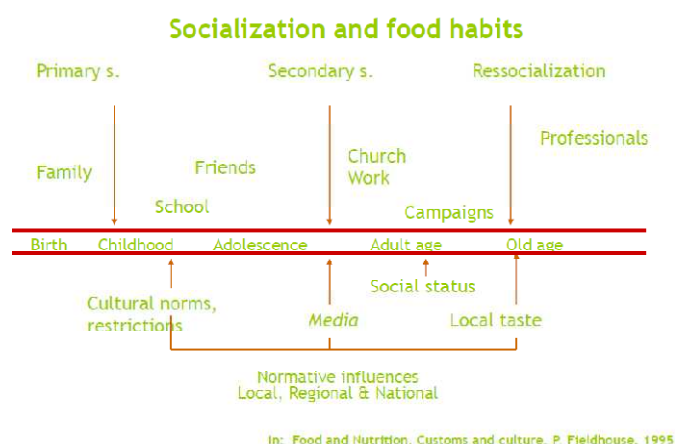 Socialization and food habits
Primary s.
Secondary s.
Ressocialization
Professionals
Family
Friends
Church
Work
School
Campaigns
Birth
Childhood
Adolescence
Adult age
Old age
Social status
Cultural norms,
restrictions
Media
Local taste
Normative influences
Local, Regional & National
In: Food and Nutrition. Customs and culture. P. Fieldhouse. 1995